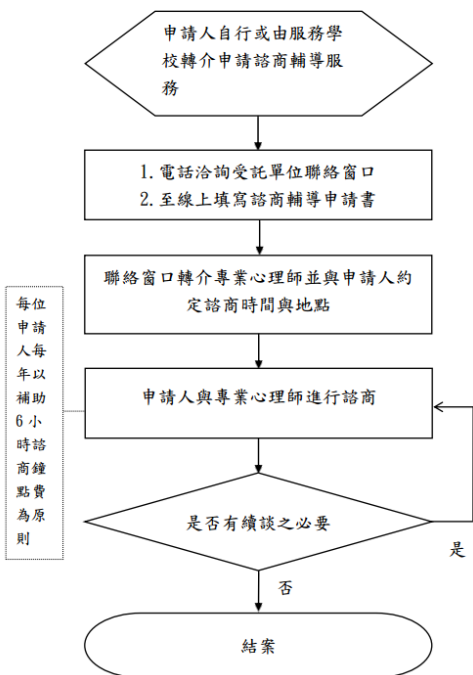 申請人自行或由服務學
校轉介申請諮商輔導服
務
1.電話洽詢受託單位聯絡窗口
2.至線上填寫諮商輔導申請書
聯絡窗口轉介專業心理師並與申請人約
定諮商時間與地點
每位
申請
人每
年以
補助
6 小
時諮
商鐘
點費
為原
則
申請人與專業心理師進行諮商
是否有續談之必要
是
否
結案